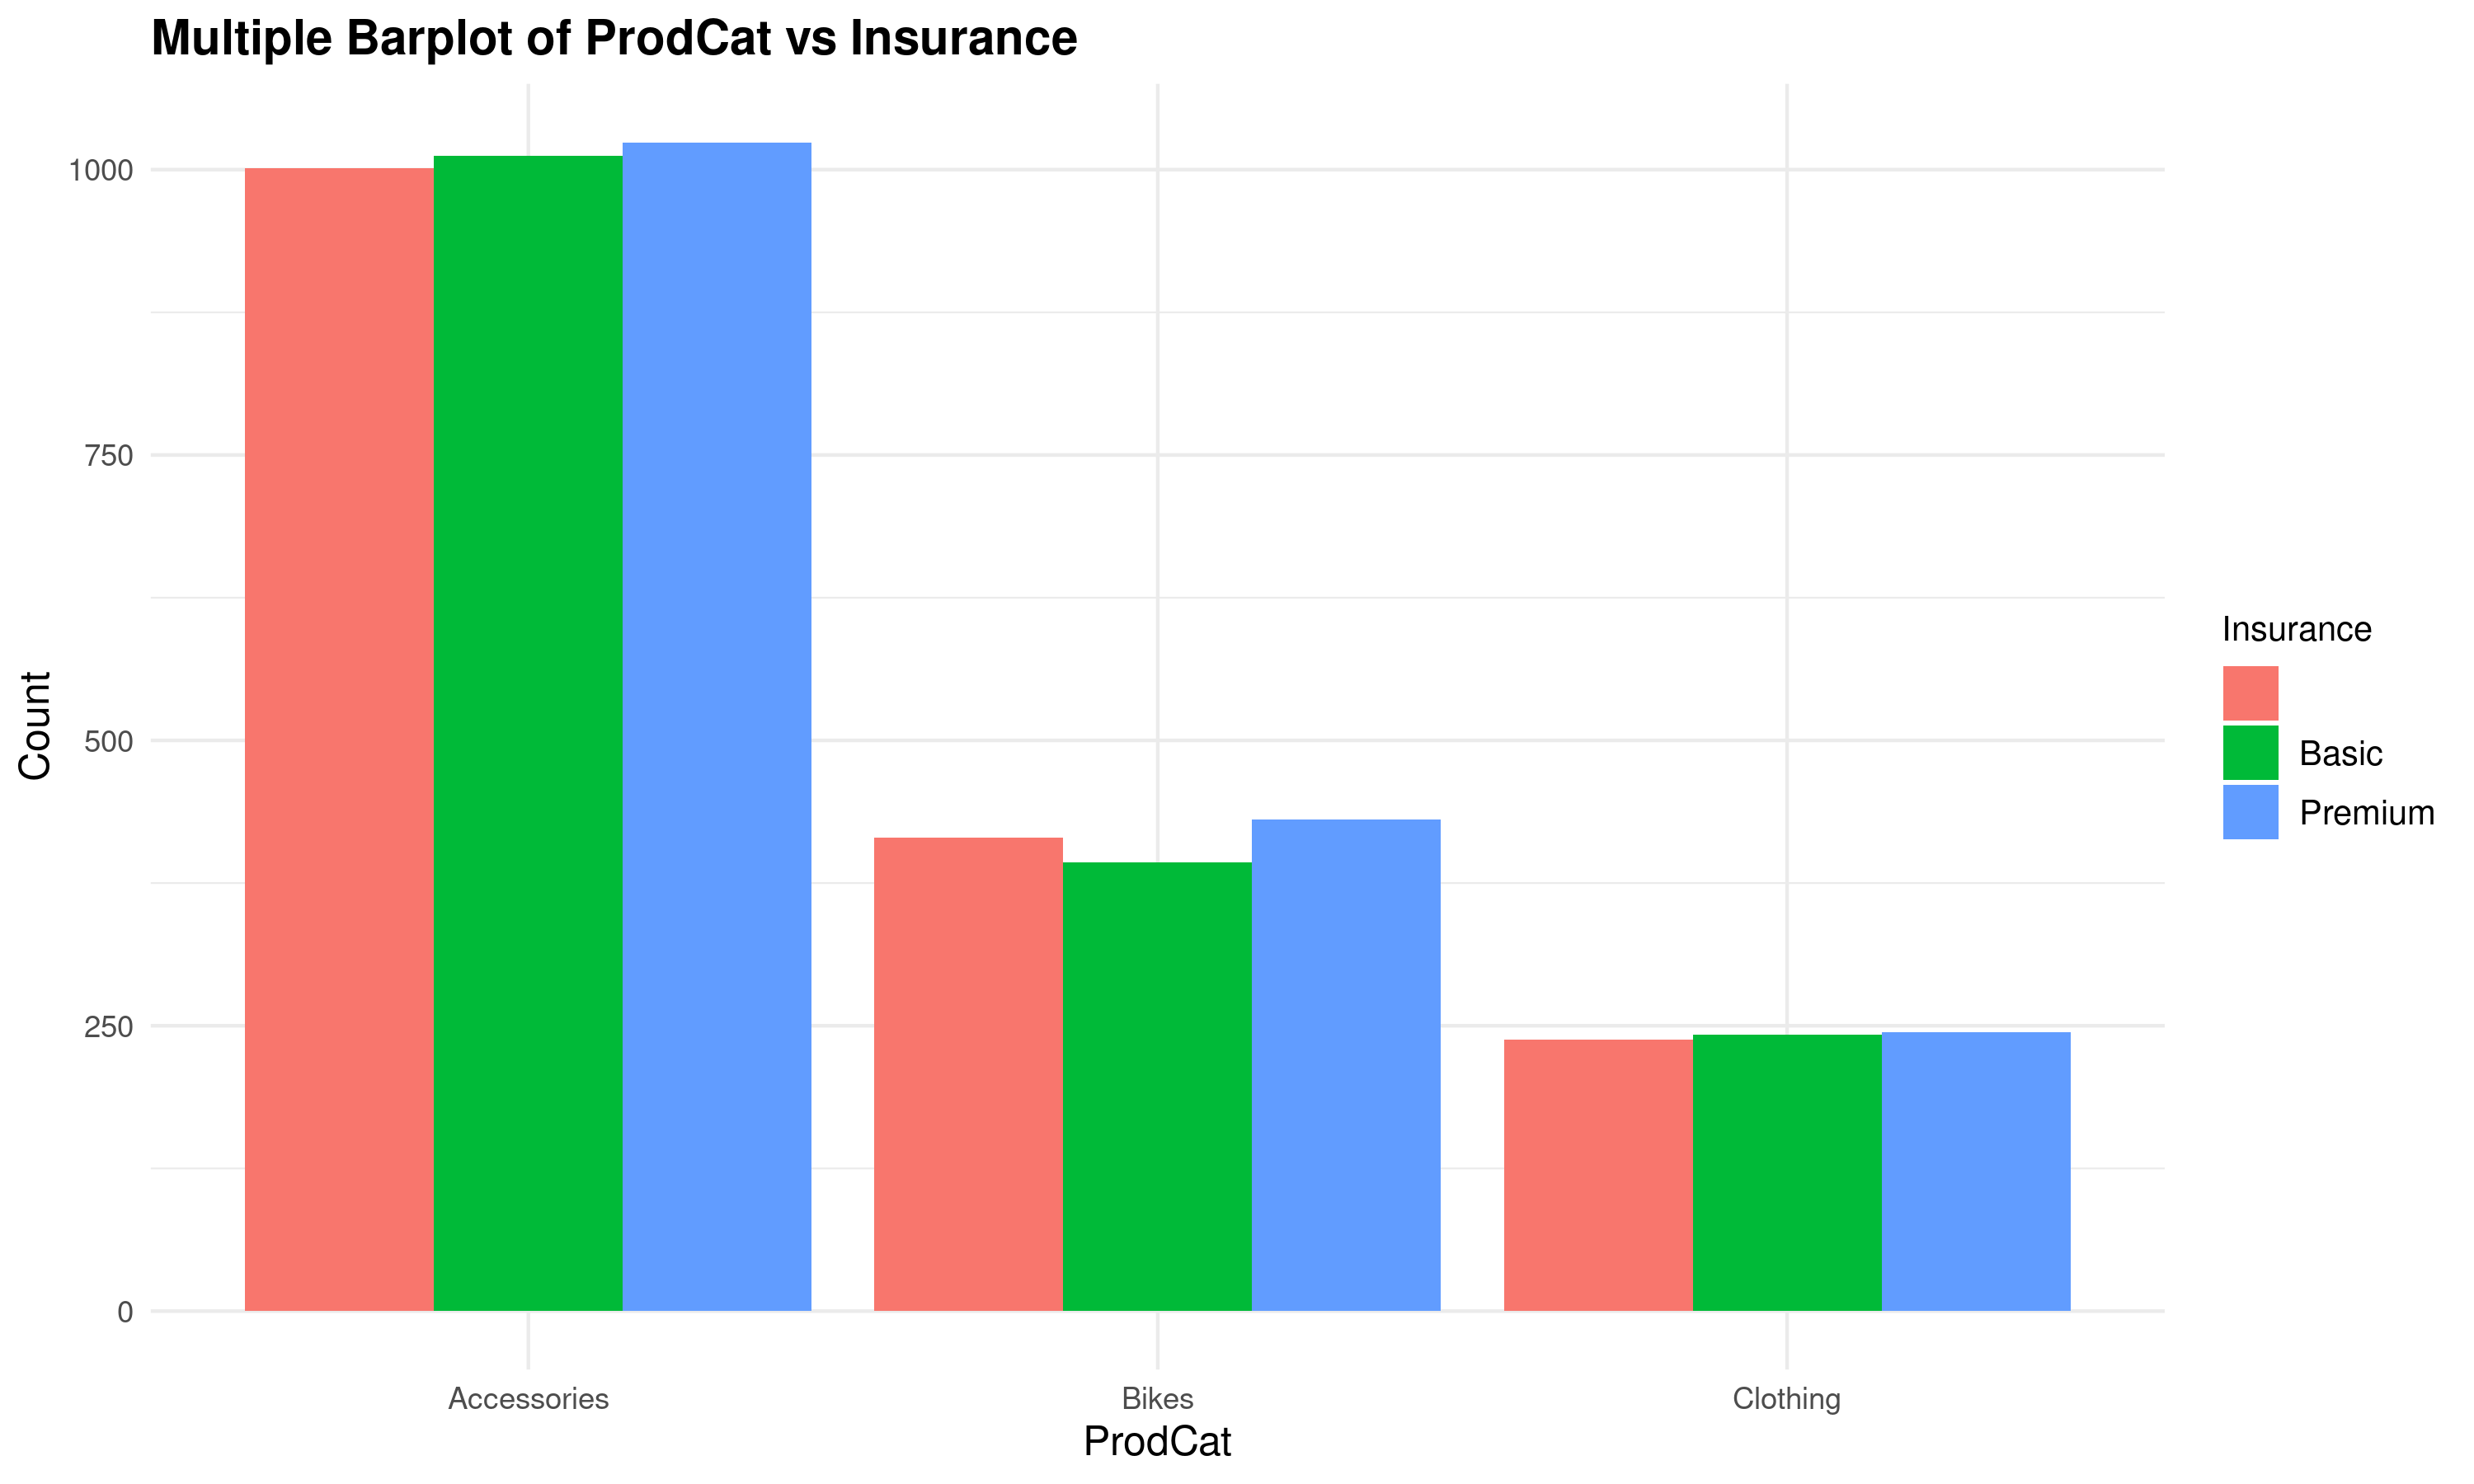 Multiple Barplot of ProdCat vs Insurance
Count
1000
750
500
250
0
Accessories
Bikes
Clothing
ProdCat
Insurance
Basic
Premium